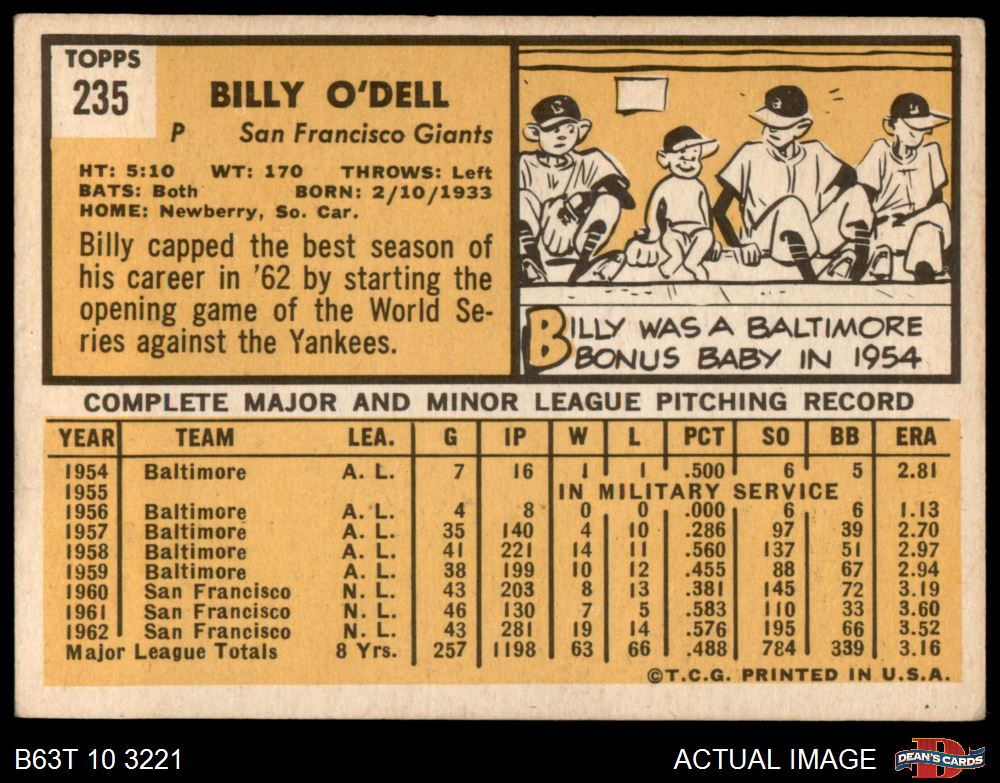 TOPPS
235
BILLY O'DELL
P San Francisco Giants
HT: 5:10 WT: 170 THROWS: Left
BATS: Both BORN: 2/10/1933
HOME: Newberry, So. Car.
Billy capped the best season of
his career in '62 by starting the
opening game of the World Se-
ries against the Yankees.
B
BILLY WAS A BALTIMORE
BONUS BABY IN 1954
COMPLETE MAJOR AND MINOR LEAGUE PITCHING RECORD
YEAR TEAM LEA. G IP W L PCT SO BB ERA
1954 Baltimore A. L. 7 16 1 1 .500 6 5 2.81
1955 IN MILITARY SERVICE
1956 Baltimore A. L. 4 8 0 0 .000 6 6 1.13
1957 Baltimore A. L. 35 140 4 10 .286 97 39 2.70
1958 Baltimore A. L. 41 221 14 11 .560 137 51 2.97
1959 Baltimore A. L. 38 199 10 12 .455 88 67 2.94
1960 San Francisco N. L. 43 203 8 13 .381 145 72 3.19
1961 San Francisco N. L. 46 130 7 5 .583 110 33 3.60
1962 San Francisco N. L. 43 281 19 14 .576 195 66 3.52
Major League Totals 8 Yrs. 257 1198 63 66 .488 784 339 3.16
©T.C.G. PRINTED IN U.S.A.
B63T 10 3221
ACTUAL IMAGE
D
DEAN'S CARDS